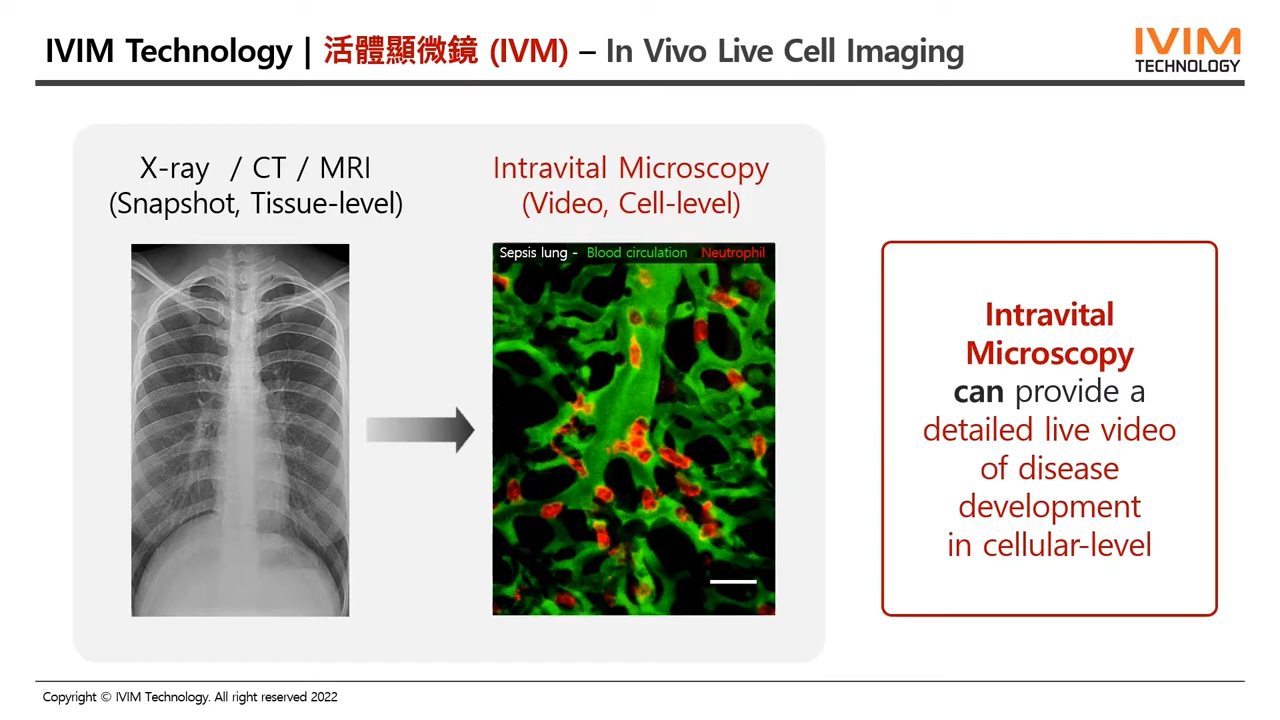 IVIM Technology | 活體顯微鏡 (IVM) – In Vivo Live Cell Imaging
IVIM
TECHNOLOGY
X-ray / CT / MRI
(Snapshot, Tissue-level)
Intravital Microscopy
(Video, Cell-level)
Sepsis lung - Blood circulation Neutrophil
Intravital
Microscopy
can provide a
detailed live video
of disease
development
in cellular-level
Copyright © IVIM Technology. All right reserved 2022